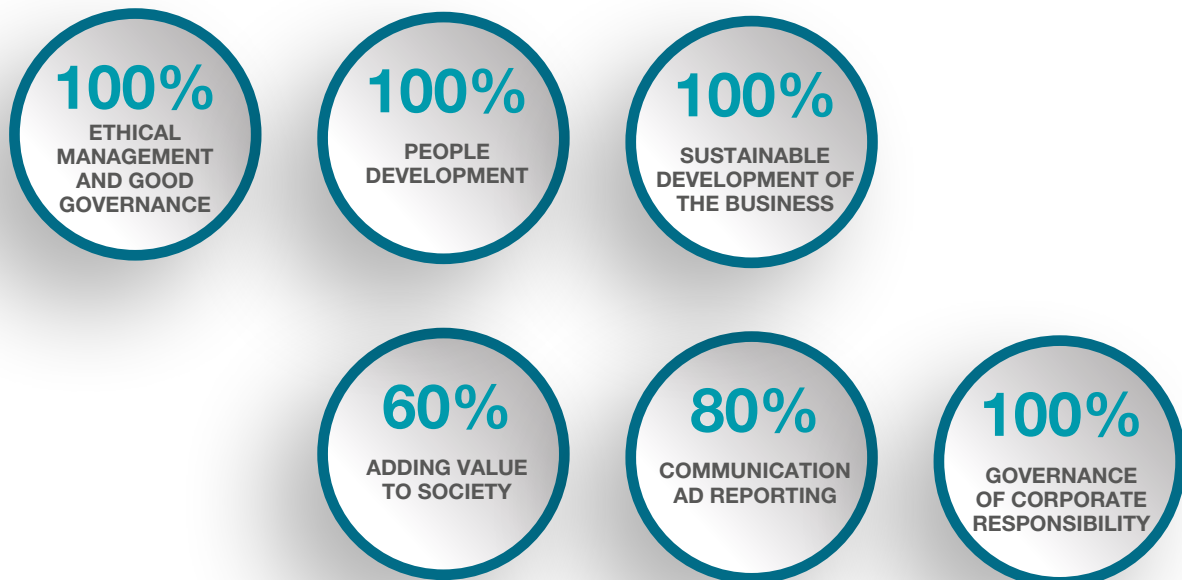 100%
ETHICAL
MANAGEMENT
AND GOOD
GOVERNANCE
100%
PEOPLE
DEVELOPMENT
100%
SUSTAINABLE
DEVELOPMENT OF
THE BUSINESS
60%
ADDING VALUE
TO SOCIETY
80%
COMMUNICATION
AD REPORTING
100%
GOVERNANCE
OF CORPORATE
RESPONSIBILITY